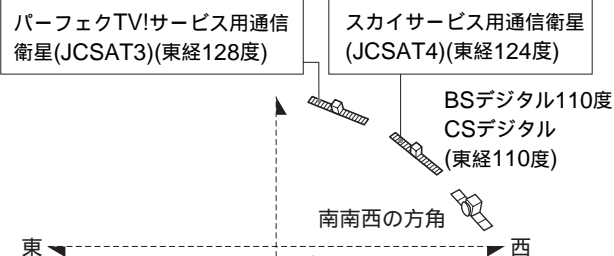 パーフェクTV!サービス用通信
衛星(JCSAT3)(東経128度)
スカイサービス用通信衛星
(JCSAT4)(東経124度)
BSデジタル110度
CSデジタル
(東経110度)
南南西の方角
東
西